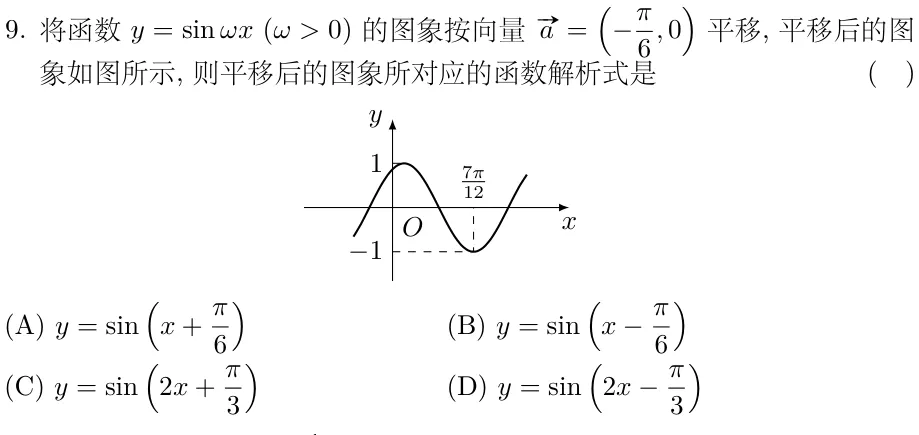 9. 将函数 y = sin ωx (ω > 0) 的图象按向量 \vec{a} = (−π/6, 0) 平移, 平移后的图
象如图所示, 则平移后的图象所对应的函数解析式是 ( )
y
1
7π/12
O
x
−1
(A) y = sin(x + π/6) (B) y = sin(x − π/6)
(C) y = sin(2x + π/3) (D) y = sin(2x − π/3)